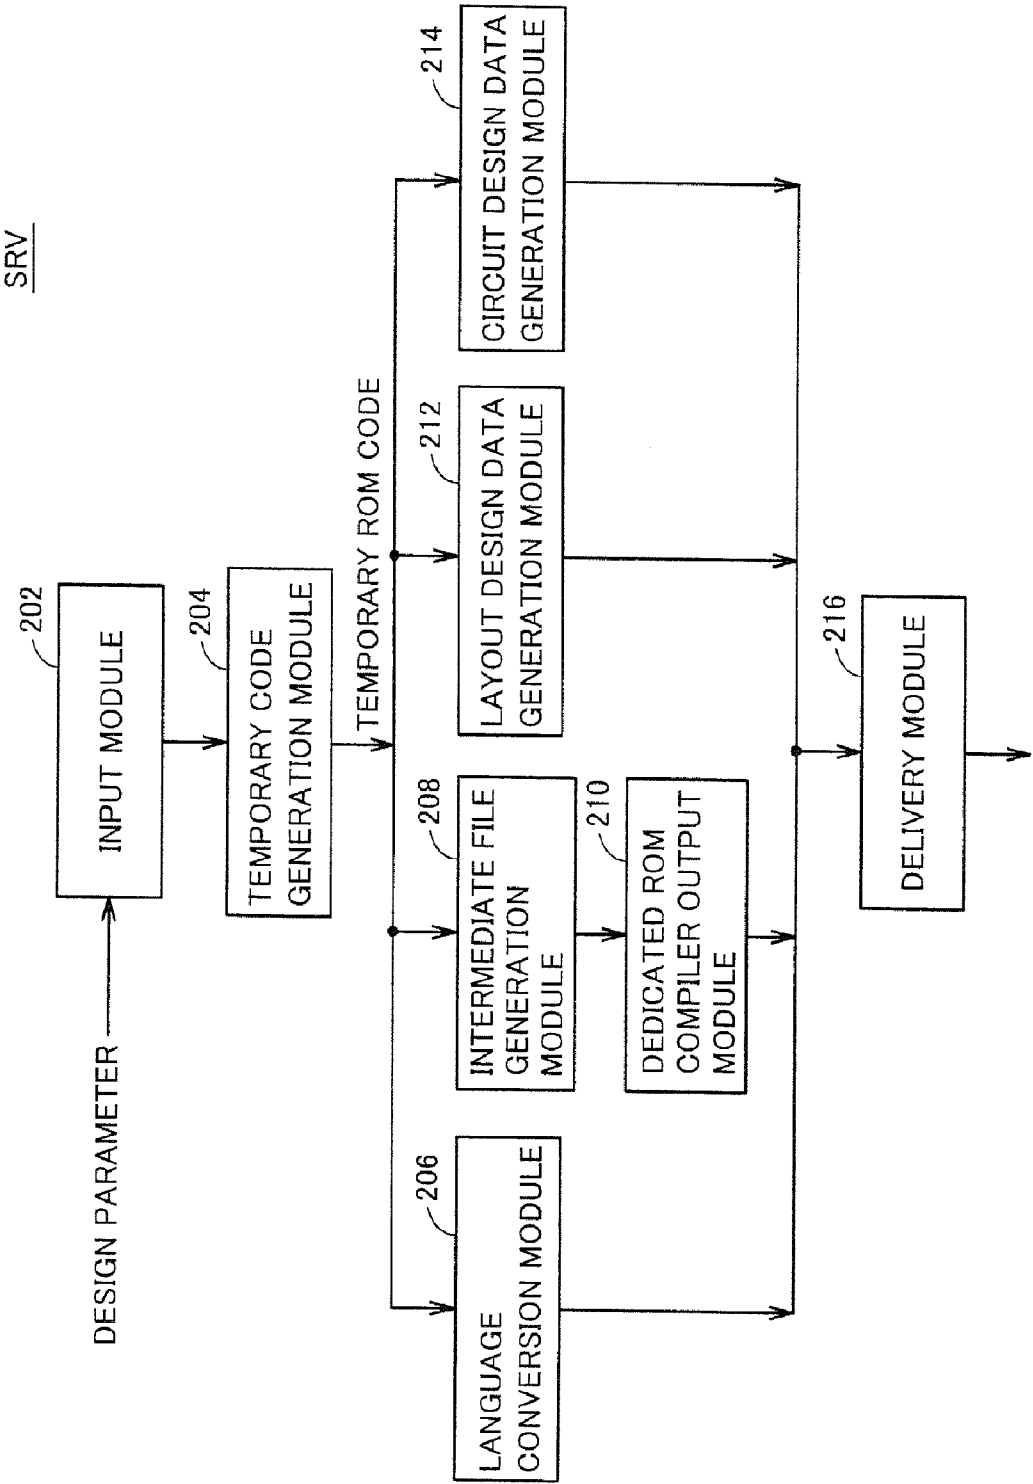 SRV
DESIGN PARAMETER
202
INPUT MODULE
204
TEMPORARY CODE
GENERATION MODULE
TEMPORARY ROM CODE
206
LANGUAGE
CONVERSION MODULE
208
INTERMEDIATE FILE
GENERATION
MODULE
210
DEDICATED ROM
COMPILER OUTPUT
MODULE
212
LAYOUT DESIGN DATA
GENERATION MODULE
214
CIRCUIT DESIGN DATA
GENERATION MODULE
216
DELIVERY MODULE